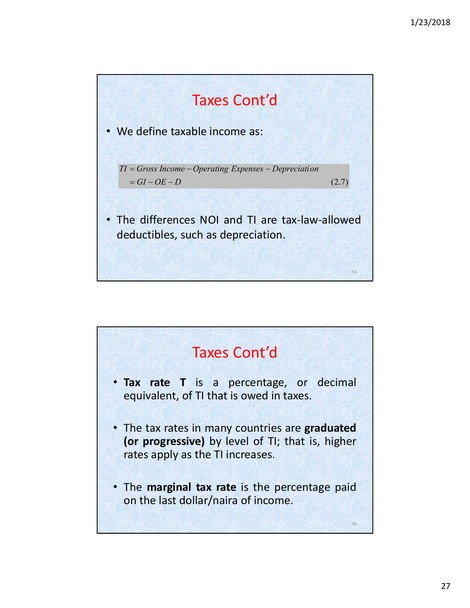 1/23/2018
Taxes Cont’d
• We define taxable income as:
TI = Gross Income – Operating Expenses – Depreciation
= GI – OE – D (2.7)
• The differences NOI and TI are tax-law-allowed
deductibles, such as depreciation.
Taxes Cont’d
• Tax rate T is a percentage, or decimal
equivalent, of TI that is owed in taxes.
• The tax rates in many countries are graduated
(or progressive) by level of TI; that is, higher
rates apply as the TI increases.
• The marginal tax rate is the percentage paid
on the last dollar/naira of income.
27